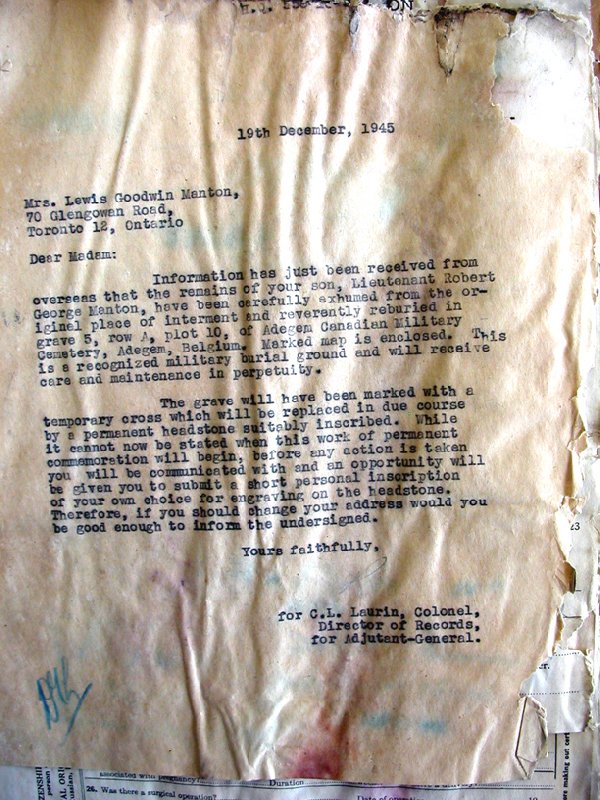 19th December, 1945
Mrs. Lewis Goodwin Manton,
70 Glengowan Road,
Toronto 12, Ontario
Dear Madam:
Information has just been received from
overseas that the remains of your son, Lieutenant Robert
George Manton, have been carefully exhumed from the or-
iginal place of interment and reverently reburied in
grave 5, row A, plot 10, of Adegem Canadian Military
Cemetery, Adegem, Belgium. Marked map is enclosed. This
is a recognized military burial ground and will receive
care and maintenance in perpetuity.
The grave will have been marked with a
temporary cross which will be replaced in due course
by a permanent headstone suitably inscribed. While
it cannot now be stated when this work of permanent
commemoration will begin, before any action is taken
you will be communicated with and an opportunity will
be given you to submit a short personal inscription
of your own choice for engraving on the headstone.
Therefore, if you should change your address would you
be good enough to inform the undersigned.
Yours faithfully,
for C.L. Laurin, Colonel,
Director of Records,
for Adjutant-General.
associated with pregnancy?
Duration
26. Was there a surgical operation?
Date of